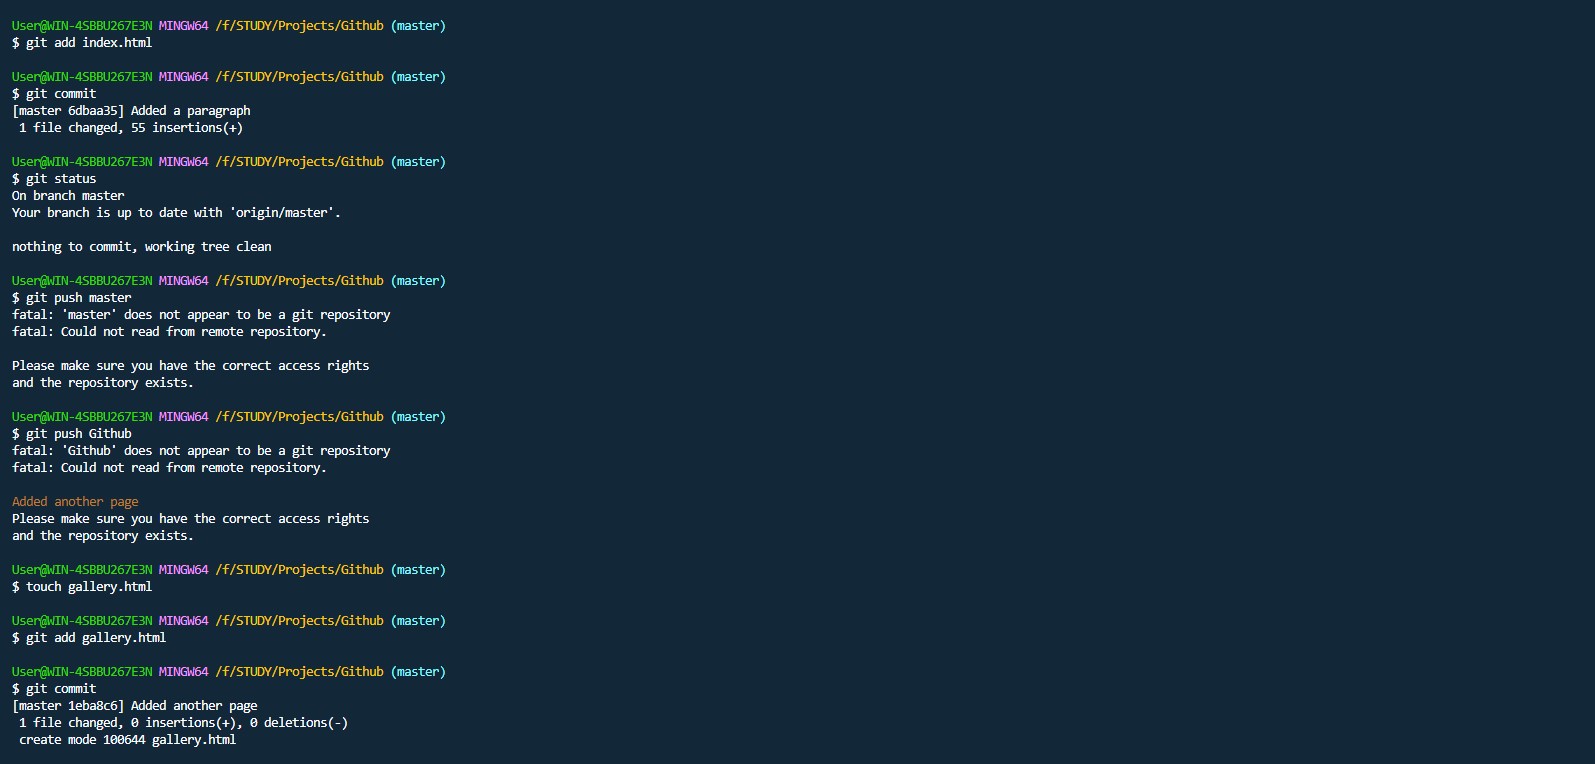 User@WIN-4SBBU267E3N MINGW64 /f/STUDY/Projects/Github (master)
$ git add index.html
User@WIN-4SBBU267E3N MINGW64 /f/STUDY/Projects/Github (master)
$ git commit
[master 6dbaa35] Added a paragraph
 1 file changed, 55 insertions(+)
User@WIN-4SBBU267E3N MINGW64 /f/STUDY/Projects/Github (master)
$ git status
On branch master
Your branch is up to date with 'origin/master'.
nothing to commit, working tree clean
User@WIN-4SBBU267E3N MINGW64 /f/STUDY/Projects/Github (master)
$ git push master
fatal: 'master' does not appear to be a git repository
fatal: Could not read from remote repository.
Please make sure you have the correct access rights
and the repository exists.
User@WIN-4SBBU267E3N MINGW64 /f/STUDY/Projects/Github (master)
$ git push Github
fatal: 'Github' does not appear to be a git repository
fatal: Could not read from remote repository.
Added another page
Please make sure you have the correct access rights
and the repository exists.
User@WIN-4SBBU267E3N MINGW64 /f/STUDY/Projects/Github (master)
$ touch gallery.html
User@WIN-4SBBU267E3N MINGW64 /f/STUDY/Projects/Github (master)
$ git add gallery.html
User@WIN-4SBBU267E3N MINGW64 /f/STUDY/Projects/Github (master)
$ git commit
[master 1eba8c6] Added another page
 1 file changed, 0 insertions(+), 0 deletions(-)
 create mode 100644 gallery.html